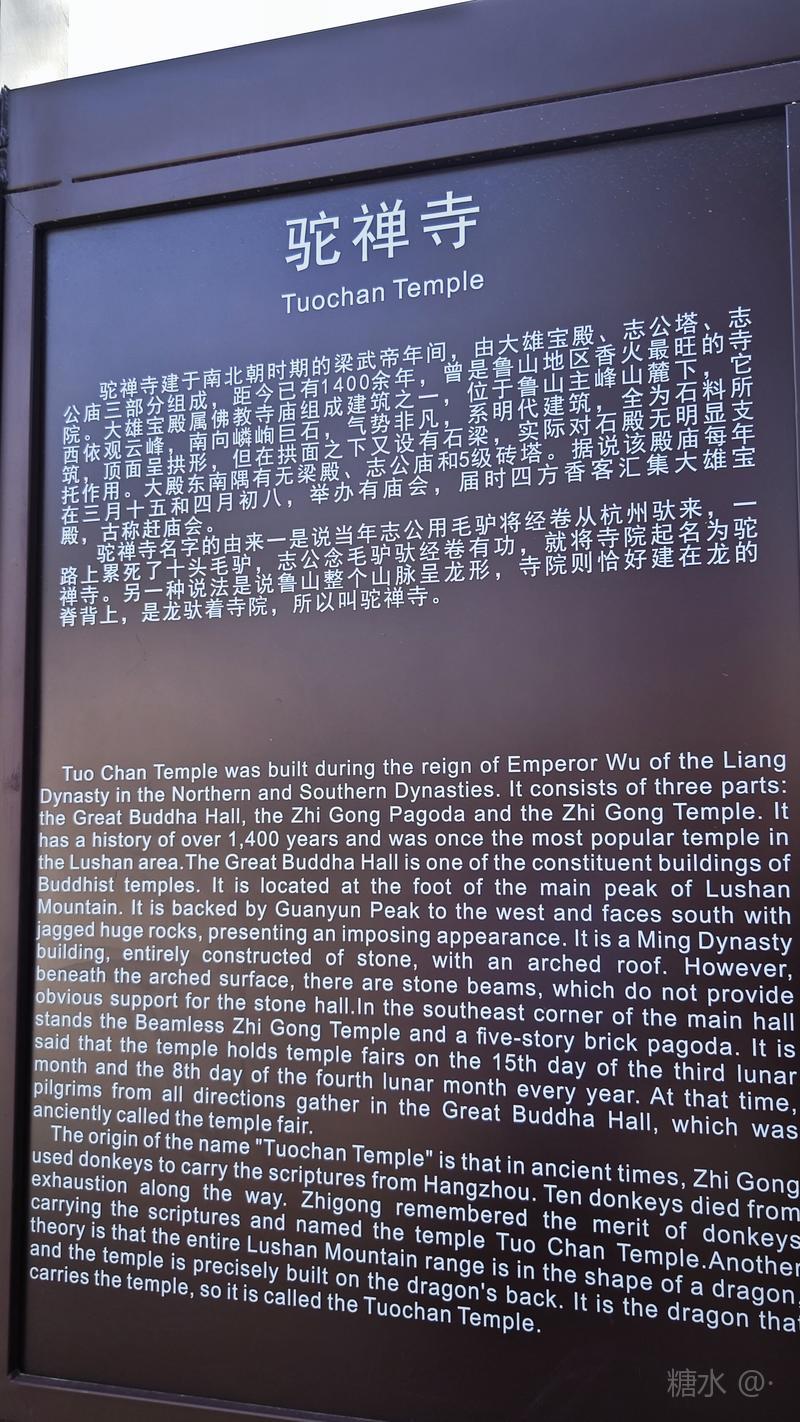 驼禅寺
Tuochan Temple
驼禅寺建于南北朝时期的梁武帝年间，由大雄宝殿、志公塔、志
公庙三部分组成，距今已有1400余年，曾是鲁山地区香火最旺的寺
院。大雄宝殿属佛教寺庙组成建筑之一，位于鲁山主峰山麓下，它
西依观云峰，南向嶙峋巨石，气势非凡，系明代建筑，全为石料所
筑，顶面呈拱形，但在拱面之下又设有石梁，实际对石殿无明显支
托作用。大殿东南隅有无梁殿、志公庙和5级砖塔。据说该殿庙每年
在三月十五和四月初八，举办有庙会，届时四方香客汇集大雄宝
殿，古称赶庙会。
驼禅寺名字的由来一是说当年志公用毛驴将经卷从杭州驮来，一
路上累死了十头毛驴，志公念毛驴驮经卷有功，就将寺院起名为驼
禅寺。另一种说法是说鲁山整个山脉呈龙形，寺院则恰好建在龙的
脊背上，是龙驮着寺院，所以叫驼禅寺。
Tuo Chan Temple was built during the reign of Emperor Wu of the Liang
Dynasty in the Northern and Southern Dynasties. It consists of three parts:
the Great Buddha Hall, the Zhi Gong Pagoda and the Zhi Gong Temple. It
has a history of over 1,400 years and was once the most popular temple in
the Lushan area.The Great Buddha Hall is one of the constituent buildings of
Buddhist temples. It is located at the foot of the main peak of Lushan
Mountain. It is backed by Guanyun Peak to the west and faces south with
jagged huge rocks, presenting an imposing appearance. It is a Ming Dynasty
building, entirely constructed of stone, with an arched roof. However,
beneath the arched surface, there are stone beams, which do not provide
obvious support for the stone hall.In the southeast corner of the main hall
stands the Beamless Zhi Gong Temple and a five-story brick pagoda. It is
said that the temple holds temple fairs on the 15th day of the third lunar
month and the 8th day of the fourth lunar month every year. At that time,
pilgrims from all directions gather in the Great Buddha Hall, which was
anciently called the temple fair.
The origin of the name "Tuochan Temple" is that in ancient times, Zhi Gong
used donkeys to carry the scriptures from Hangzhou. Ten donkeys died from
exhaustion along the way. Zhigong remembered the merit of donkeys
carrying the scriptures and named the temple Tuo Chan Temple.Another
theory is that the entire Lushan Mountain range is in the shape of a dragon,
and the temple is precisely built on the dragon's back. It is the dragon that
carries the temple, so it is called the Tuochan Temple.
糖水 @·